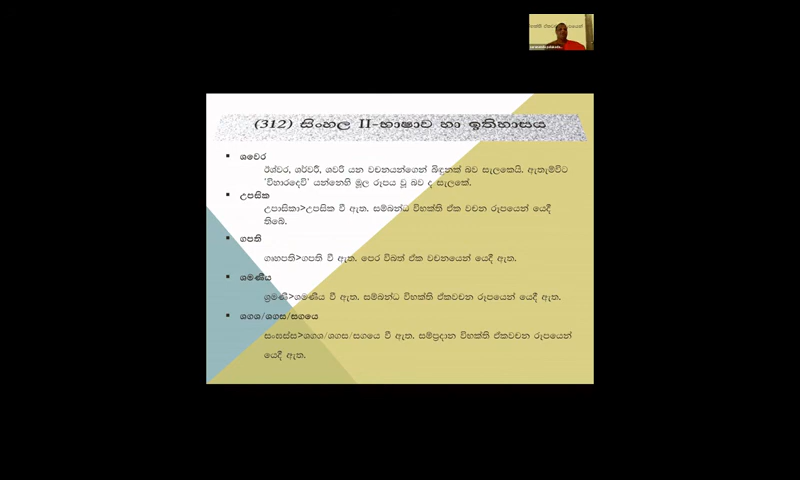 (312) සිංහල II-භාෂාව හා ඉතිහාසය
▪ ශවෙර
ඊශ්වර, ශර්වරී, ශවරි යන වචනයන්ගෙන් බිඳුනක් බව සැලකෙයි. ඇතැම්විට
'විහාරදෙවි' යන්නෙහි මූල රූපය වූ බව ද සැලකේ.
▪ උපසික
උපාසිකා>උපසික වී ඇත. සම්බන්ධ විභක්ති ඒක වචන රූපයෙන් යෙදී
තිබේ.
▪ ගපති
ගෘහපති>ගපති වී ඇත. පෙර විබත් ඒක වචනයෙන් යෙදී ඇත.
▪ ශමණීය
ශ්‍රමණි>ශමණීය වී ඇත. සම්බන්ධ විභක්ති ඒකවචන රූපයෙන් යෙදී ඇත.
▪ ශගශ/ශගස/සගයෙ
සංඝස්ස>ශගශ/ශගස/සගයෙ වී ඇත. සම්ප්‍රදාන විභක්ති ඒකවචන රූපයෙන්
යෙදී ඇත.